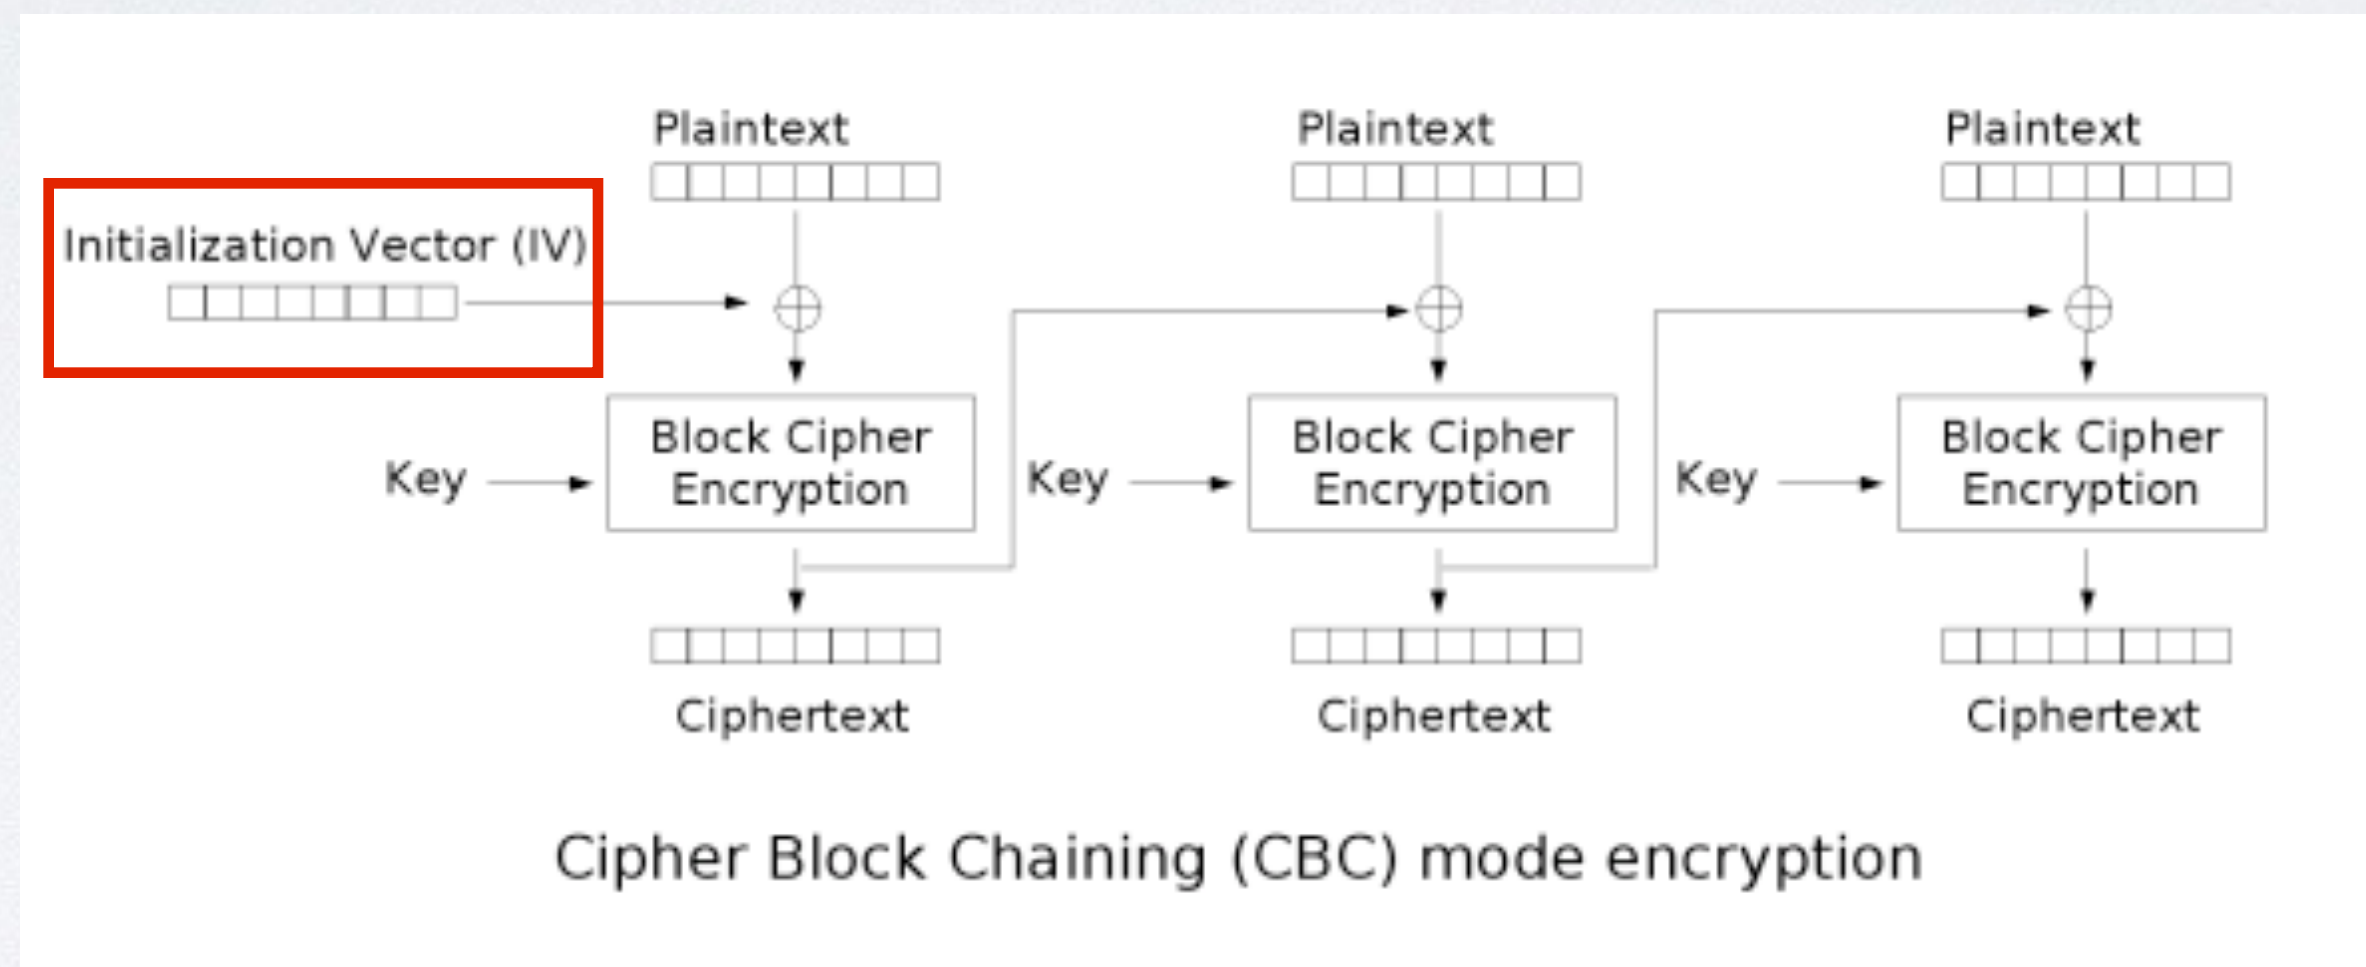 Plaintext
Plaintext
Plaintext
Initialization Vector (IV)
Key
Block Cipher
Encryption
Key
Block Cipher
Encryption
Key
Block Cipher
Encryption
Ciphertext
Ciphertext
Ciphertext
Cipher Block Chaining (CBC) mode encryption